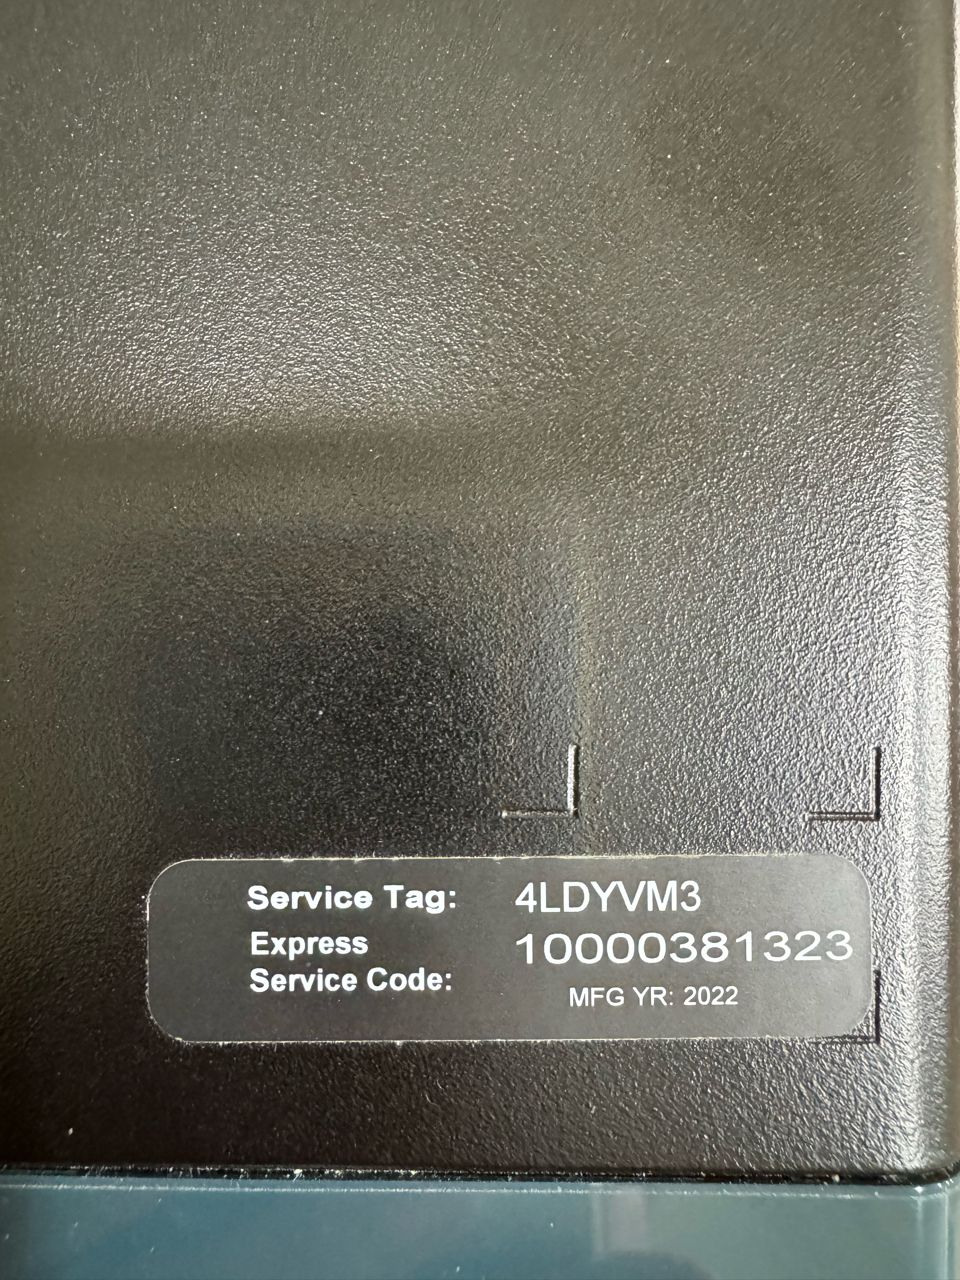 Service Tag: 4LDYVM3
Express
Service Code: 10000381323
MFG YR: 2022